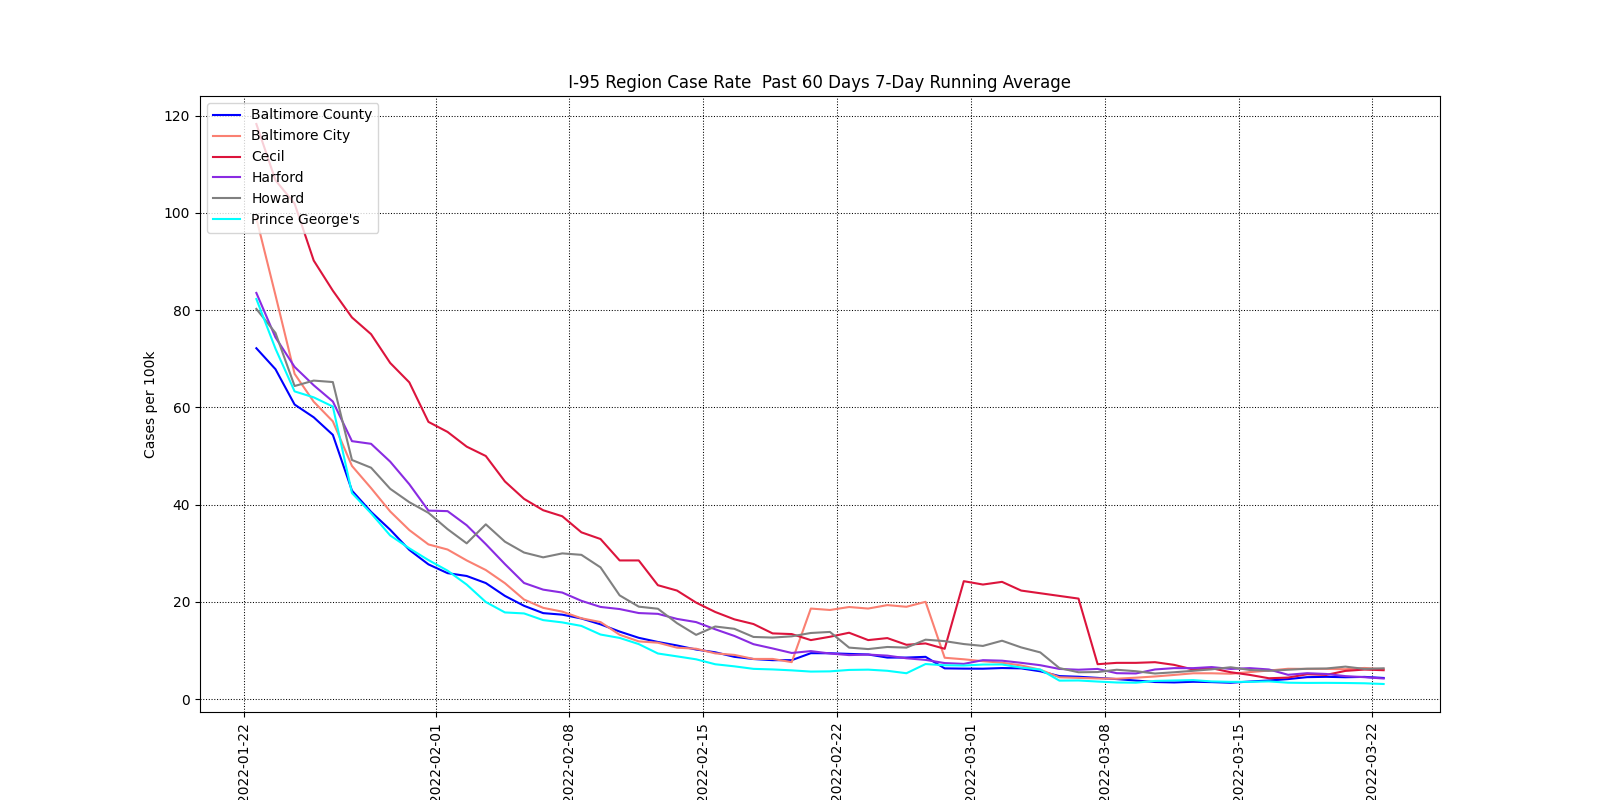 I-95 Region Case Rate  Past 60 Days 7-Day Running Average
Baltimore County
Baltimore City
Cecil
Harford
Howard
Prince George's
Cases per 100k
120
100
80
60
40
20
0
2022-01-22
2022-02-01
2022-02-08
2022-02-15
2022-02-22
2022-03-01
2022-03-08
2022-03-15
2022-03-22